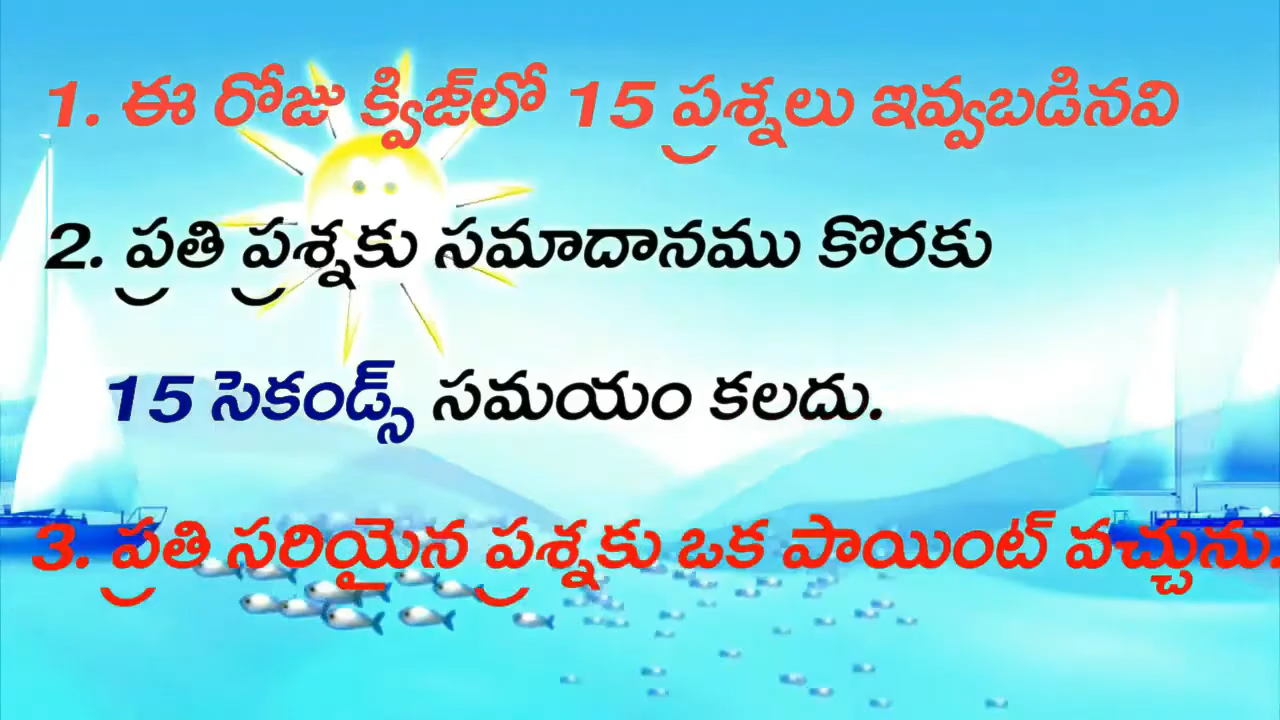 1. ఈ రోజు క్విజ్‌లో 15 ప్రశ్నలు ఇవ్వబడినవి
2. ప్రతి ప్రశ్నకు సమాదానము కొరకు
15 సెకండ్స్ సమయం కలదు.
3. ప్రతి సరియైన ప్రశ్నకు ఒక పాయింట్ వచ్చును.